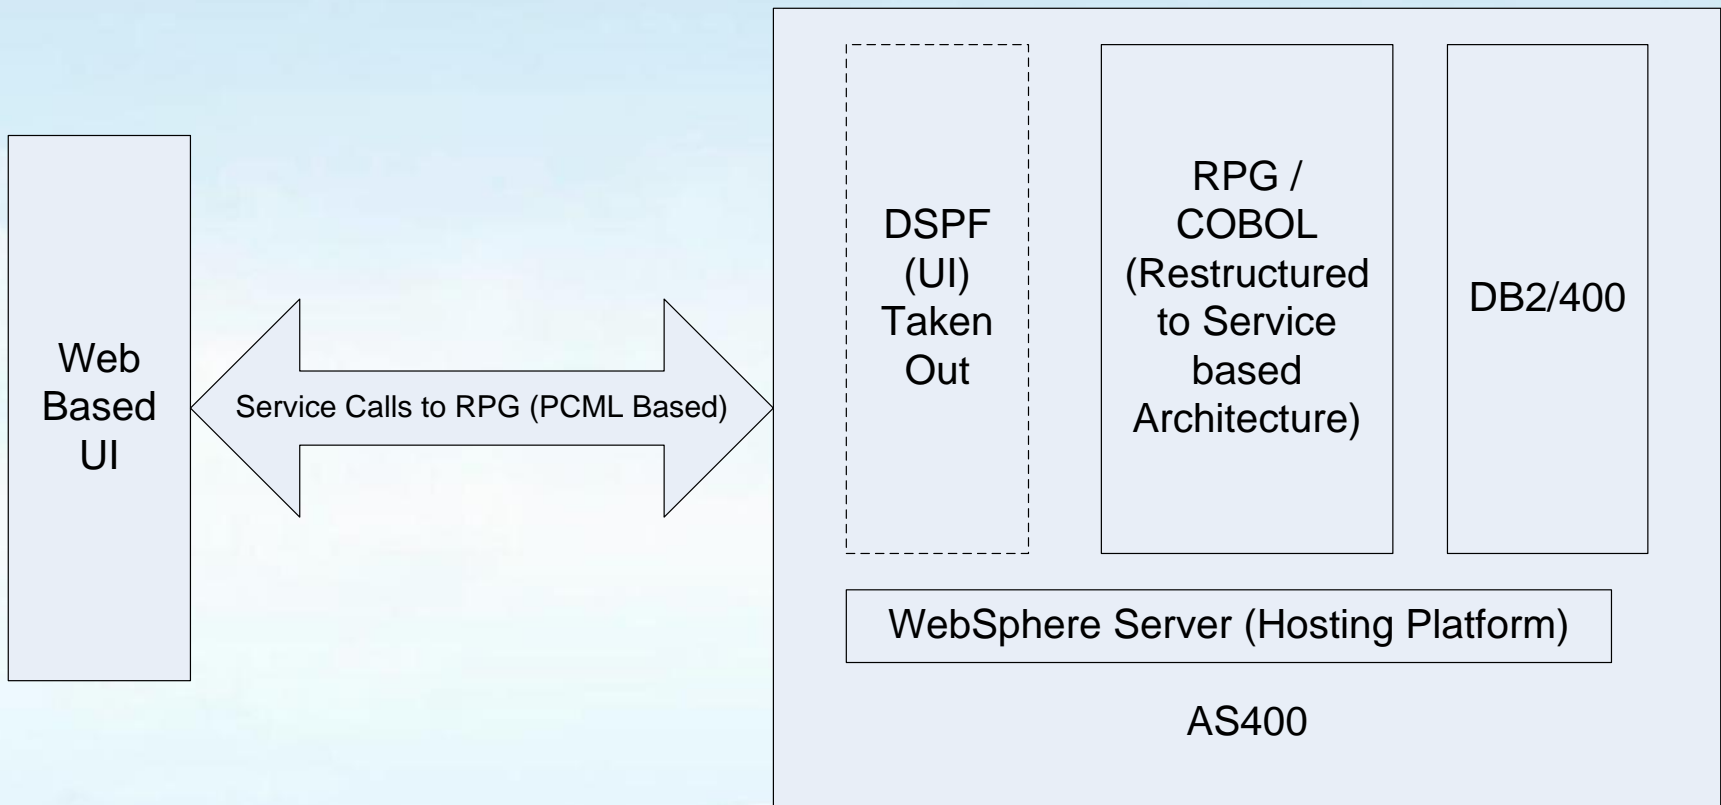 Web
Based
UI
Service Calls to RPG (PCML Based)
DSPF
(UI)
Taken
Out
RPG /
COBOL
(Restructured
to Service
based
Architecture)
DB2/400
WebSphere Server (Hosting Platform)
AS400